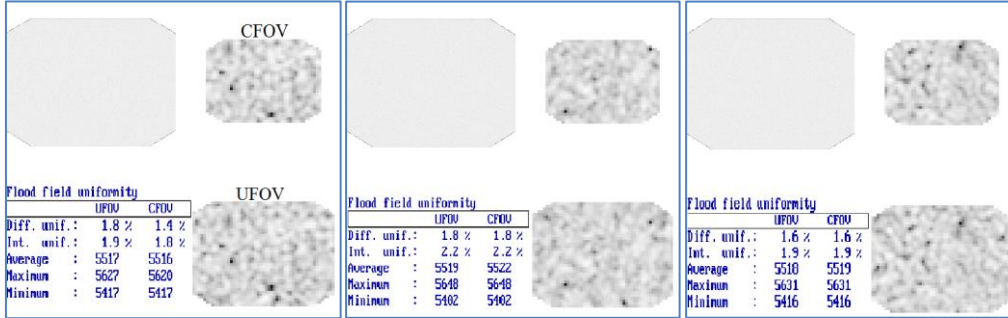 CFOV
UFOV
Flood field uniformity
UFOV CFOV
Diff. unif.: 1.8 % 1.4 %
Int. unif.: 1.9 % 1.8 %
Average : 5517 5516
Maximum : 5627 5620
Minimum : 5417 5417
Flood field uniformity
UFOV CFOV
Diff. unif.: 1.8 % 1.8 %
Int. unif.: 2.2 % 2.2 %
Average : 5519 5522
Maximum : 5648 5648
Minimum : 5402 5402
Flood field uniformity
UFOV CFOV
Diff. unif.: 1.6 % 1.6 %
Int. unif.: 1.9 % 1.9 %
Average : 5518 5519
Maximum : 5631 5631
Minimum : 5416 5416